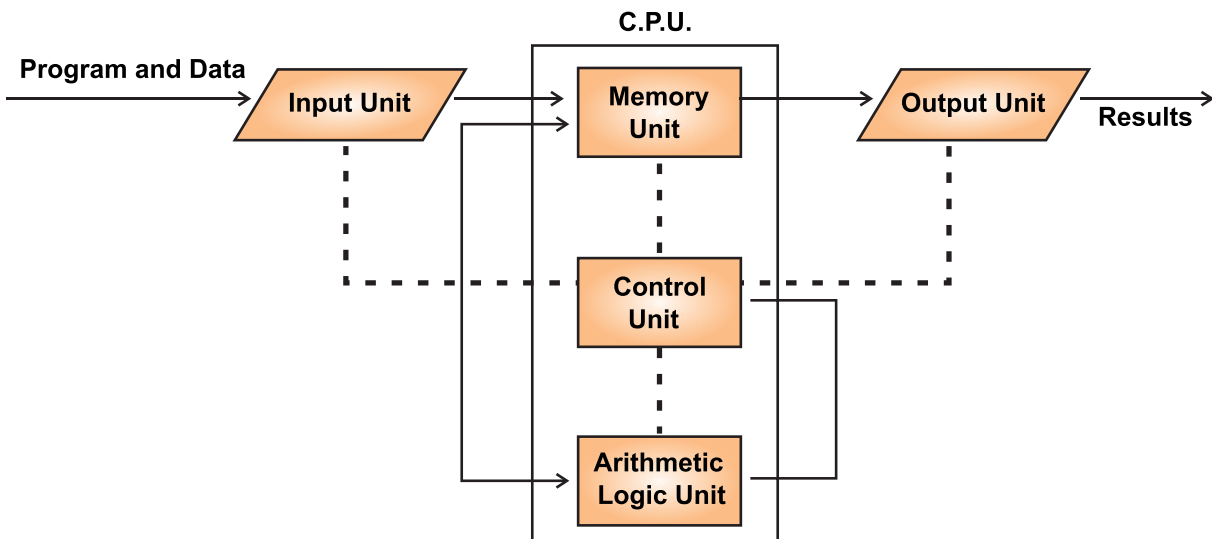 C.P.U.
Program and Data
Input Unit
Memory
Unit
Output Unit
Results
Control
Unit
Arithmetic
Logic Unit